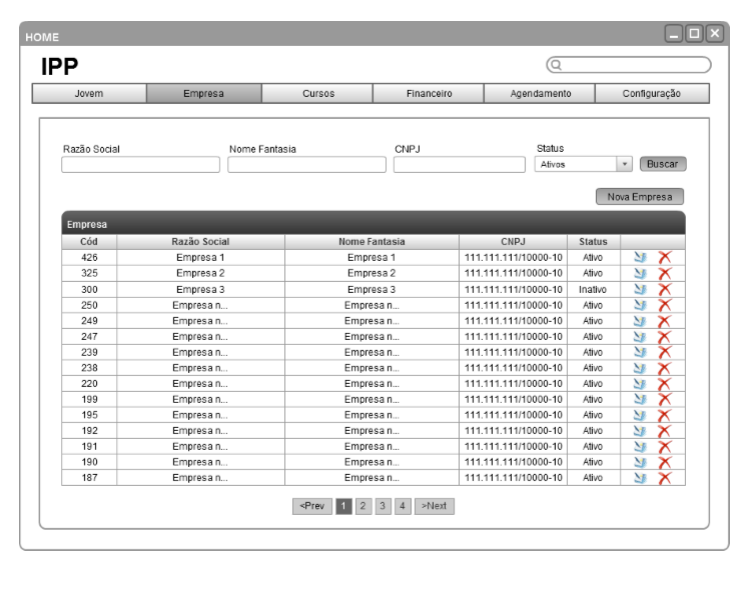 HOME
IPP
Jovem Empresa Cursos Financeiro Agendamento Configuração
Razão Social Nome Fantasia CNPJ Status
Ativos Buscar
Nova Empresa
Empresa
Cód Razão Social Nome Fantasia CNPJ Status
426 Empresa 1 Empresa 1 111.111.111/10000-10 Ativo
325 Empresa 2 Empresa 2 111.111.111/10000-10 Ativo
300 Empresa 3 Empresa 3 111.111.111/10000-10 Inativo
250 Empresa n... Empresa n... 111.111.111/10000-10 Ativo
249 Empresa n... Empresa n... 111.111.111/10000-10 Ativo
247 Empresa n... Empresa n... 111.111.111/10000-10 Ativo
239 Empresa n... Empresa n... 111.111.111/10000-10 Ativo
238 Empresa n... Empresa n... 111.111.111/10000-10 Ativo
220 Empresa n... Empresa n... 111.111.111/10000-10 Ativo
199 Empresa n... Empresa n... 111.111.111/10000-10 Ativo
195 Empresa n... Empresa n... 111.111.111/10000-10 Ativo
192 Empresa n... Empresa n... 111.111.111/10000-10 Ativo
191 Empresa n... Empresa n... 111.111.111/10000-10 Ativo
190 Empresa n... Empresa n... 111.111.111/10000-10 Ativo
187 Empresa n... Empresa n... 111.111.111/10000-10 Ativo
<Prev 1 2 3 4 >Next